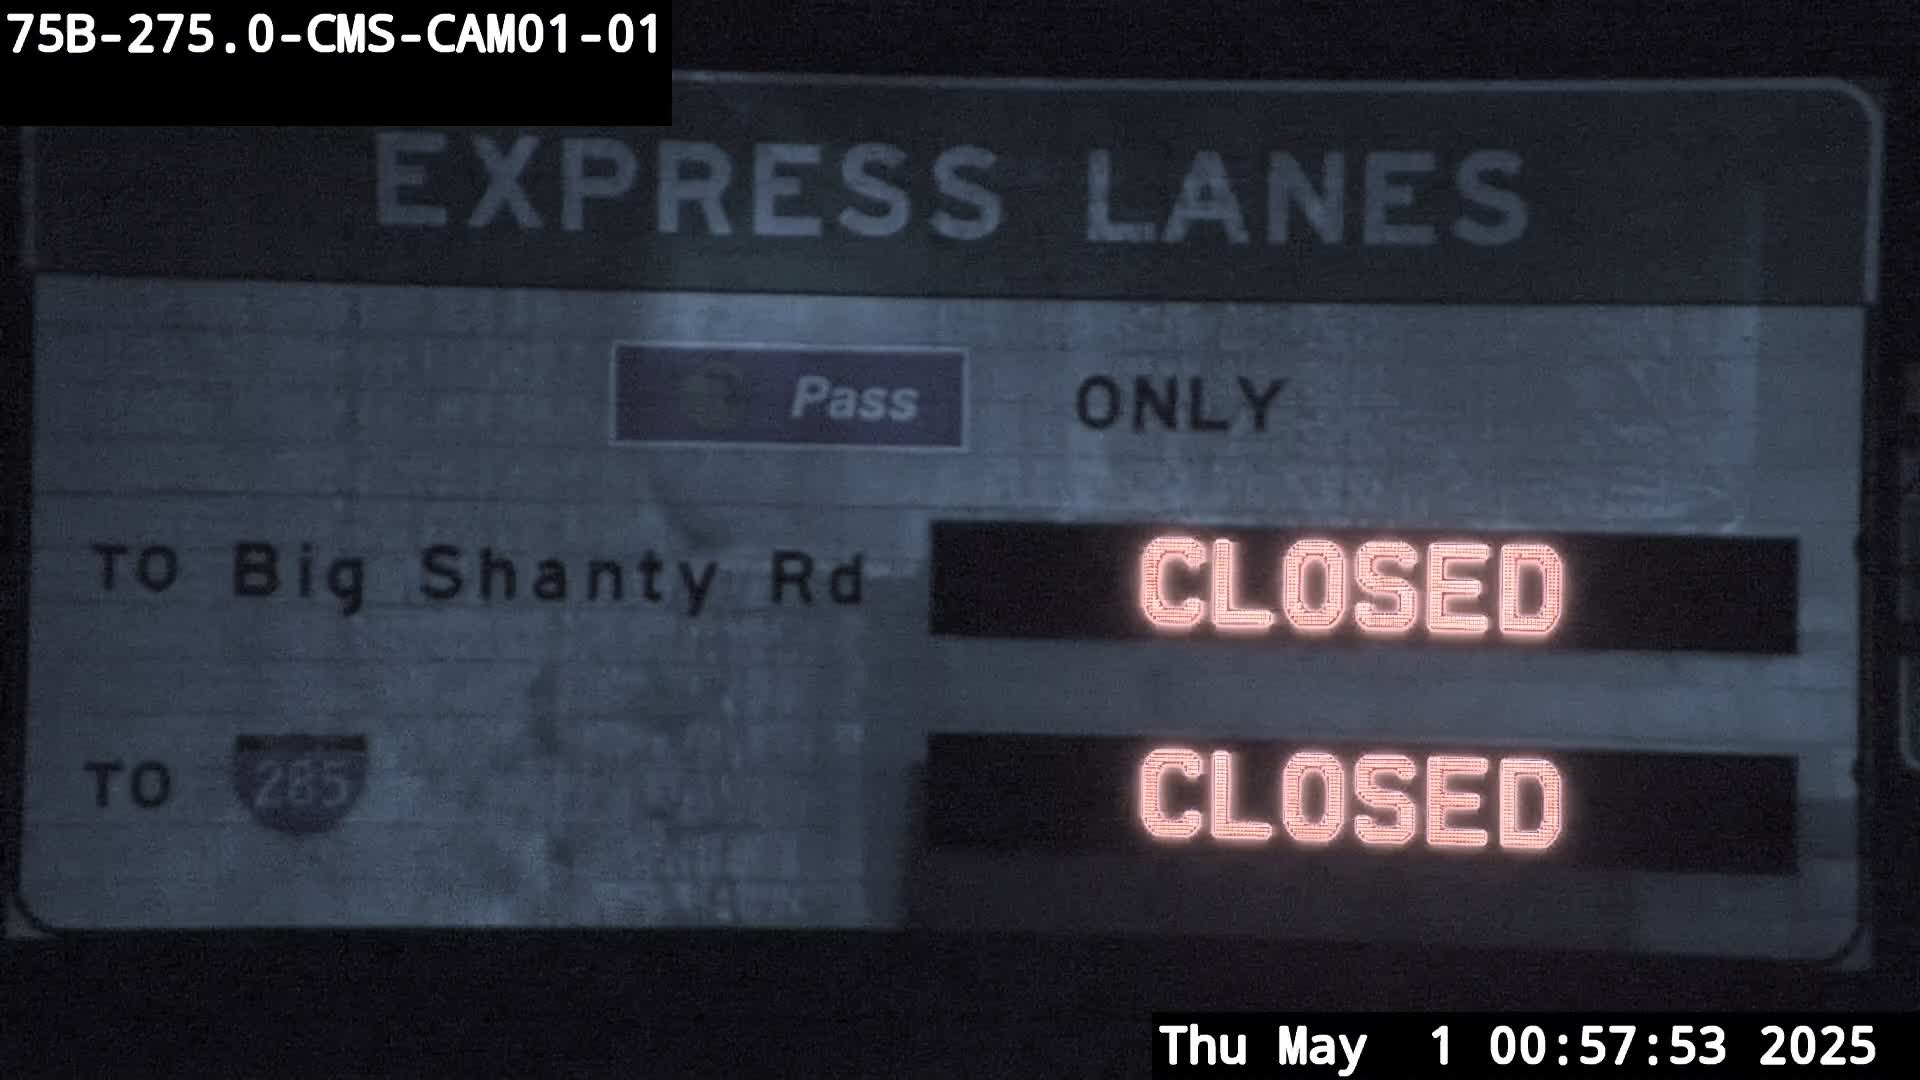 75B-275.0-CMS-CAM01-01
EXPRESS LANES
Pass ONLY
TO Big Shanty Rd CLOSED
TO 285 CLOSED
Thu May 1 00:57:53 2025